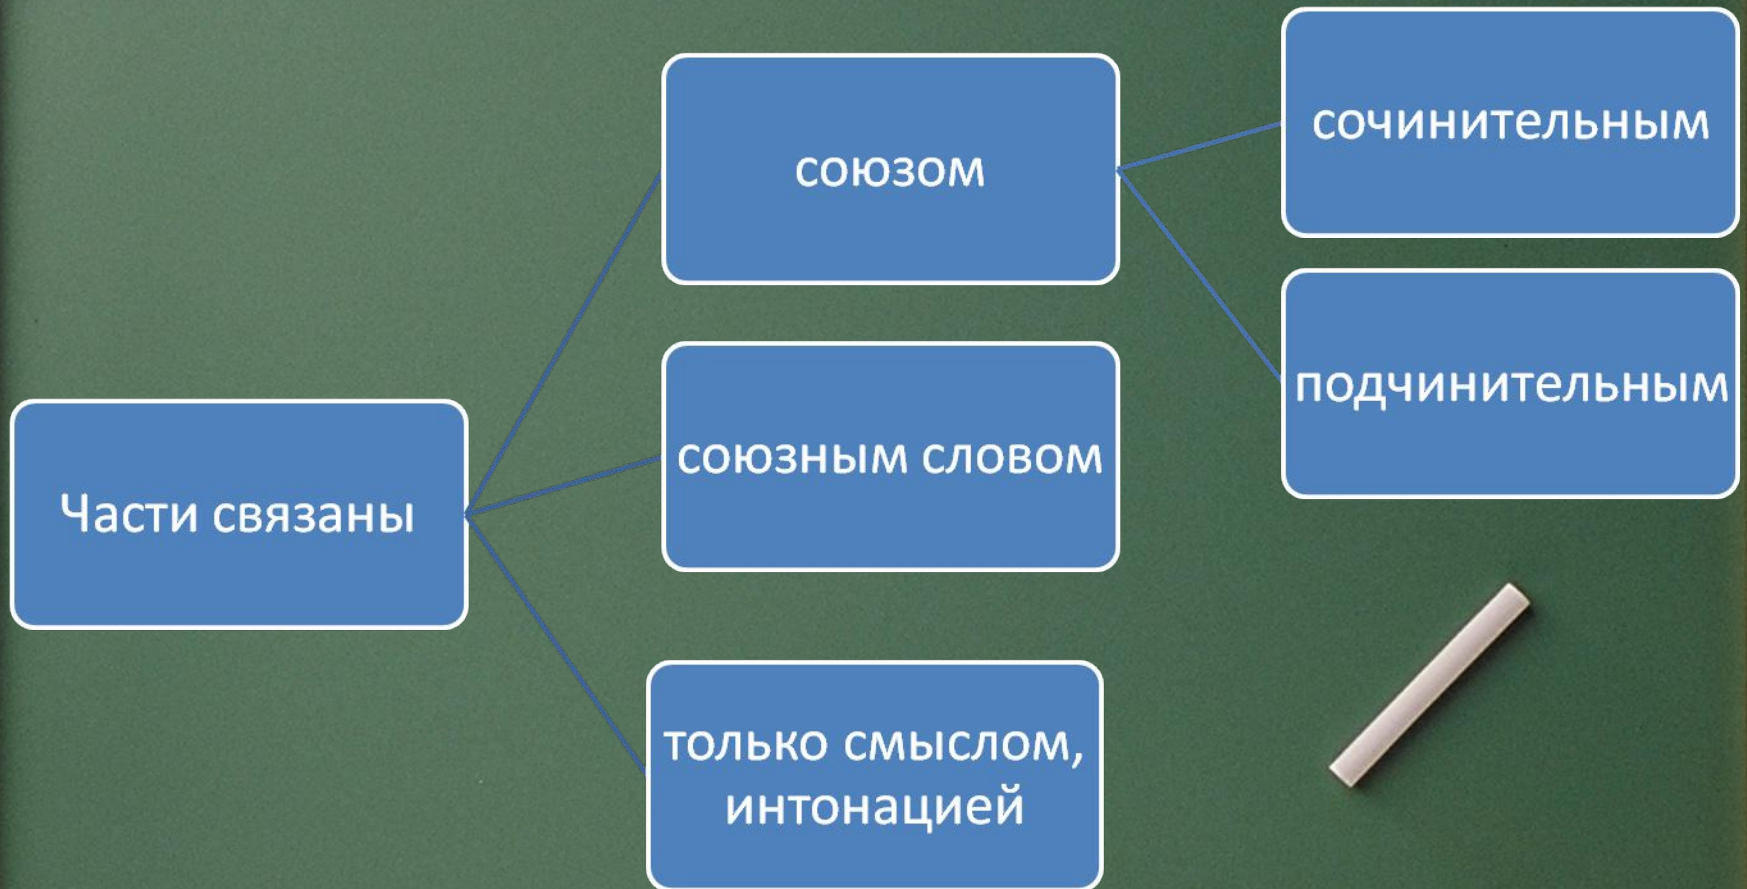 Части связаны
союзом
союзным словом
только смыслом,
интонацией
сочинительным
подчинительным